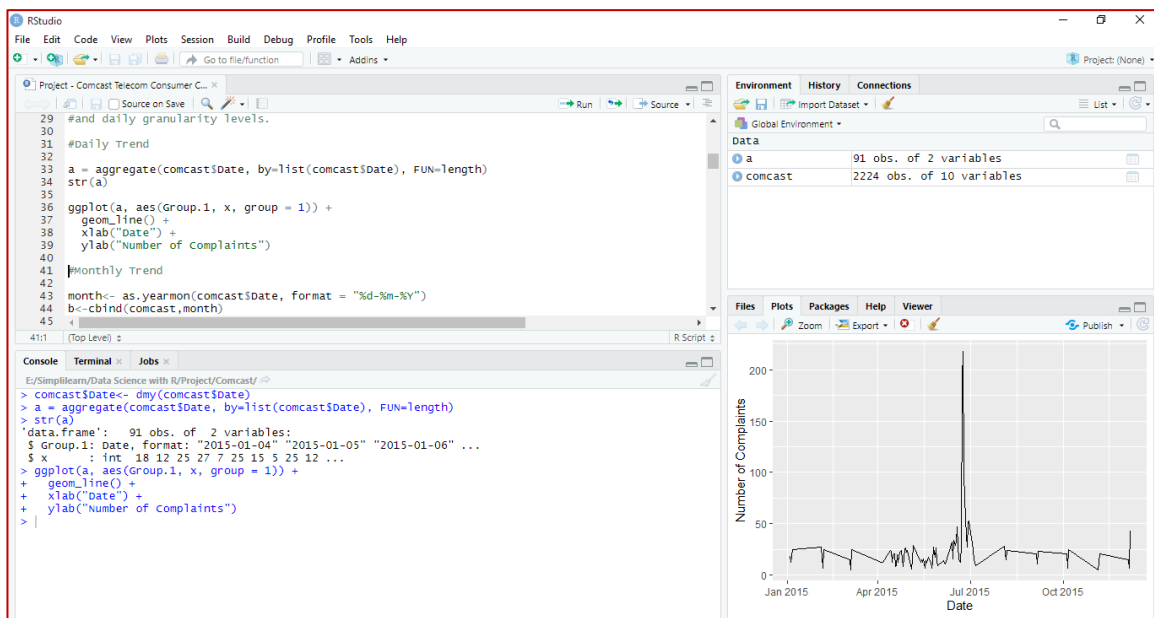 RStudio
File Edit Code View Plots Session Build Debug Profile Tools Help
Go to file/function
Addins
Project: (None)
Project - Comcast Telecom Consumer C...
Source on Save
Run
Source
29 #and daily granularity levels.
30
31 #Daily Trend
32
33 a = aggregate(comcast$Date, by=list(comcast$Date), FUN=length)
34 str(a)
35
36 ggplot(a, aes(Group.1, x, group = 1)) +
37   geom_line() +
38   xlab("Date") +
39   ylab("Number of Complaints")
40
41 #Monthly Trend
42
43 month<- as.yearmon(comcast$Date, format = "%d-%m-%Y")
44 b<-cbind(comcast,month)
45
41:1 (Top Level)
R Script
Console Terminal Jobs
E:/Simplilearn/Data Science with R/Project/Comcast/
> comcast$Date<- dmy(comcast$Date)
> a = aggregate(comcast$Date, by=list(comcast$Date), FUN=length)
> str(a)
'data.frame':   91 obs. of  2 variables:
 $ Group.1: Date, format: "2015-01-04" "2015-01-05" "2015-01-06" ...
 $ x      : int  18 12 25 27 7 25 15 5 25 12 ...
> ggplot(a, aes(Group.1, x, group = 1)) +
+   geom_line() +
+   xlab("Date") +
+   ylab("Number of Complaints")
>
Environment History Connections
Import Dataset
List
Global Environment
Data
a 91 obs. of 2 variables
comcast 2224 obs. of 10 variables
Files Plots Packages Help Viewer
Zoom Export Publish
Number of Complaints
200
150
100
50
0
Jan 2015 Apr 2015 Jul 2015 Oct 2015
Date